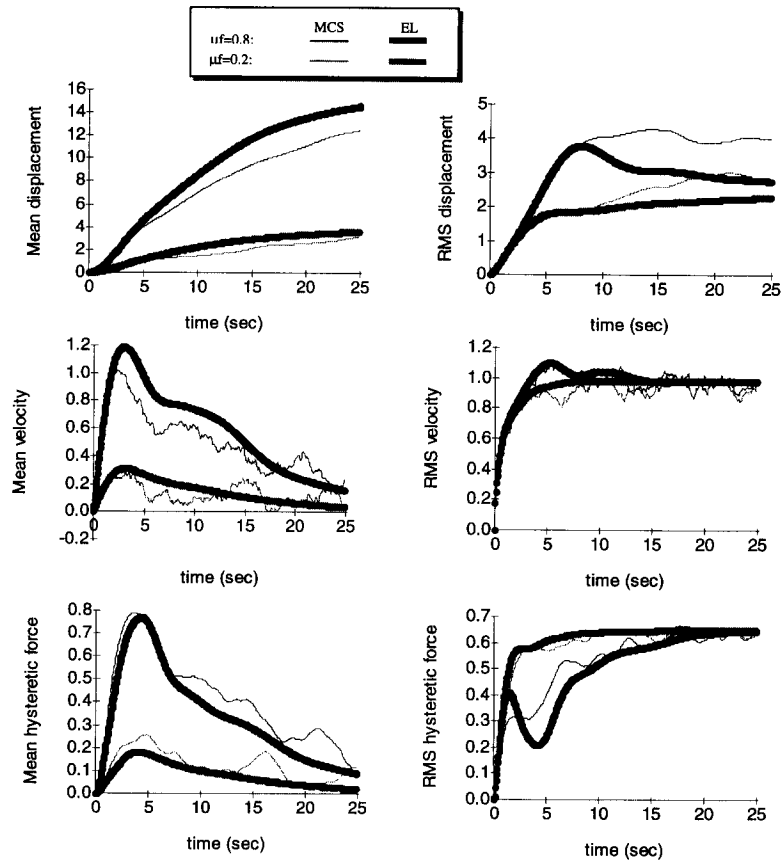 MCS EL
μf=0.8:
μf=0.2:
16
14
12
10
8
6
4
2
0
Mean displacement
0 5 10 15 20 25
time (sec)
5
4
3
2
1
0
RMS displacement
0 5 10 15 20 25
time (sec)
1.2
1.0
0.8
0.6
0.4
0.2
0.0
-0.2
Mean velocity
0 5 10 15 20 25
time (sec)
1.2
1.0
0.8
0.6
0.4
0.2
0.0
RMS velocity
0 5 10 15 20 25
time (sec)
0.8
0.7
0.6
0.5
0.4
0.3
0.2
0.1
0.0
Mean hysteretic force
0 5 10 15 20 25
time (sec)
0.7
0.6
0.5
0.4
0.3
0.2
0.1
0.0
RMS hysteretic force
0 5 10 15 20 25
time (sec)